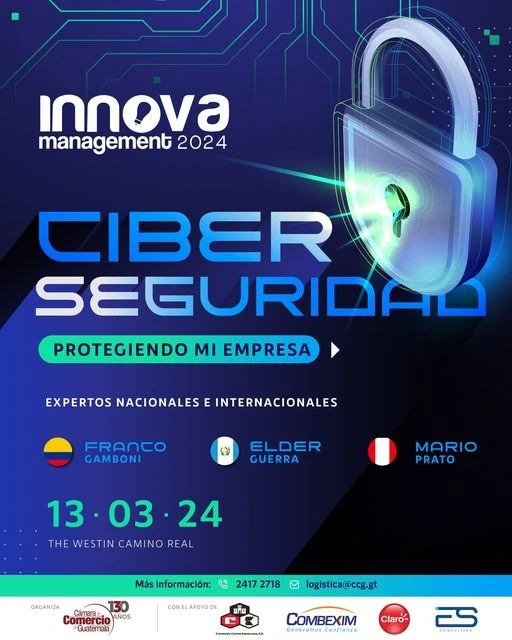 innova
management 2024
CIBER
SEGURIDAD
PROTEGIENDO MI EMPRESA
EXPERTOS NACIONALES E INTERNACIONALES
FRANCO
GAMBONI
ELDER
GUERRA
MARIO
PRATO
13 · 03 · 24
THE WESTIN CAMINO REAL
Más información: 2417 2718 logistica@ccg.gt
ORGANIZA
Cámara de
Comercio
de Guatemala
130
AÑOS
CON EL APOYO DE
COMBEXIM
Generamos Confianza
Claro
ES
CONSULTING